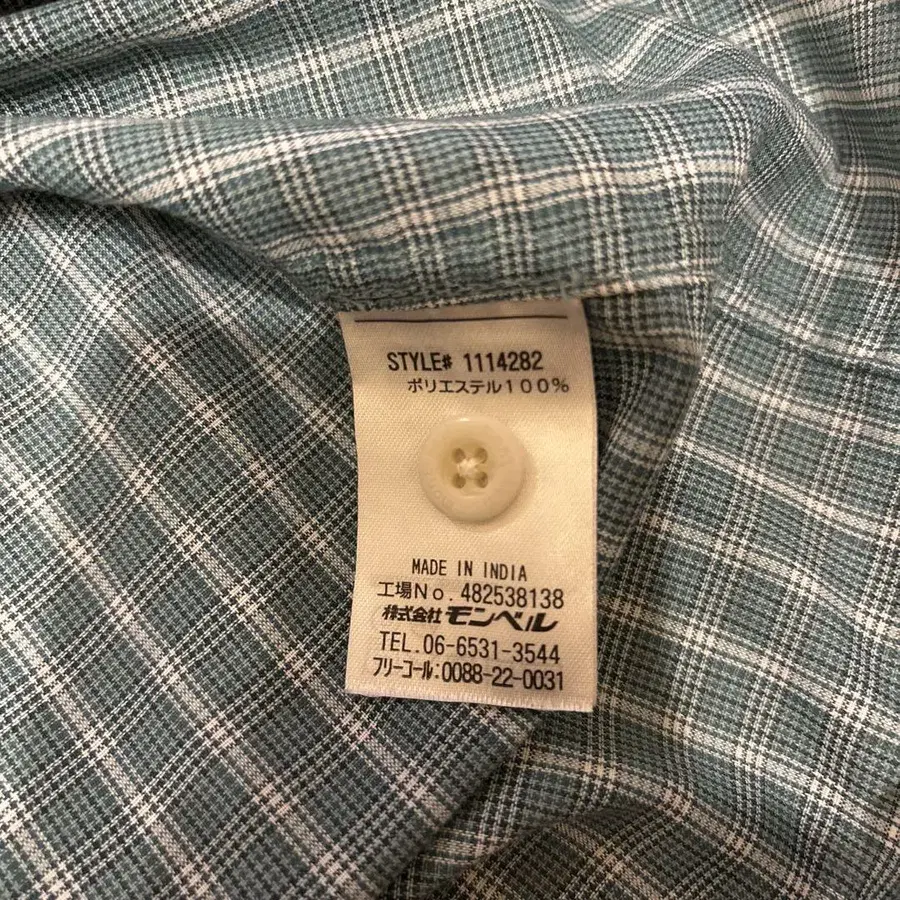 STYLE# 1114282
ポリエステル100%
MADE IN INDIA
工場No. 482538138
株式会社モンベル
TEL. 06-6531-3544
フリーコール:0088-22-0031